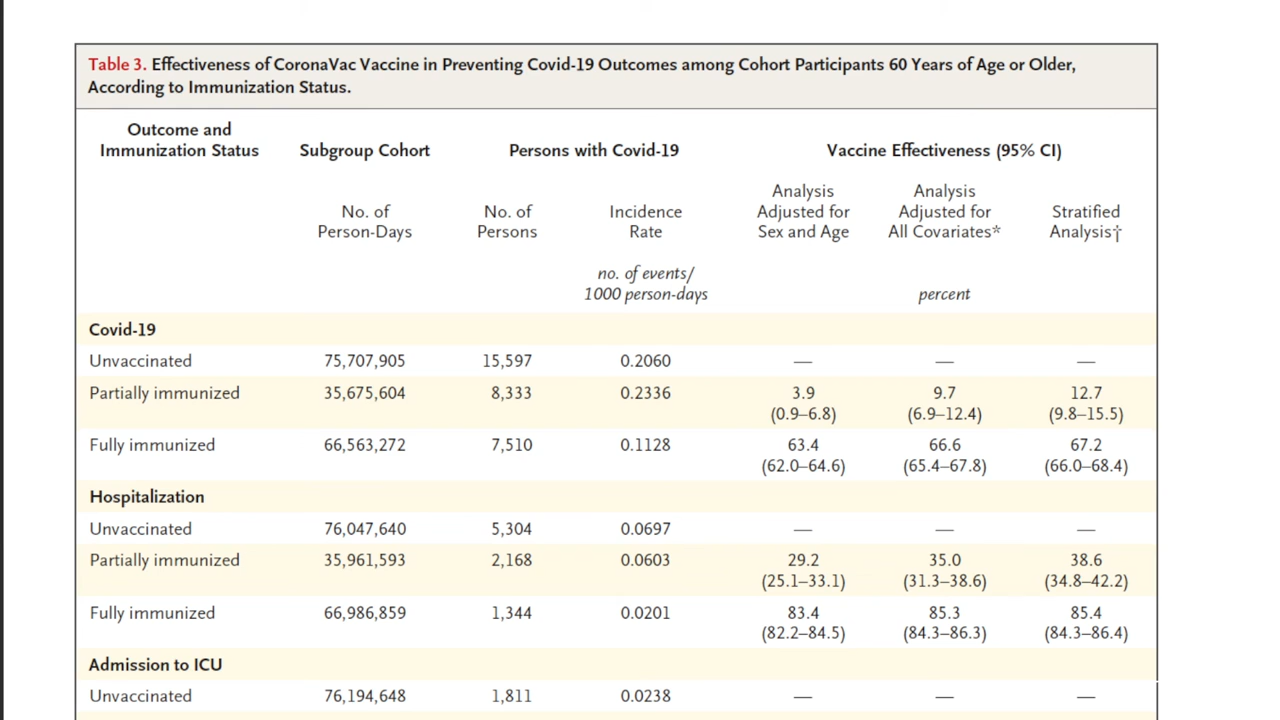 Table 3. Effectiveness of CoronaVac Vaccine in Preventing Covid-19 Outcomes among Cohort Participants 60 Years of Age or Older,
According to Immunization Status.
Outcome and
Immunization Status Subgroup Cohort Persons with Covid-19 Vaccine Effectiveness (95% CI)
Analysis Analysis
No. of No. of Incidence Adjusted for Adjusted for Stratified
Person-Days Persons Rate Sex and Age All Covariates* Analysis†
no. of events/
1000 person-days percent
Covid-19
Unvaccinated 75,707,905 15,597 0.2060 — — —
Partially immunized 35,675,604 8,333 0.2336 3.9 9.7 12.7
(0.9–6.8) (6.9–12.4) (9.8–15.5)
Fully immunized 66,563,272 7,510 0.1128 63.4 66.6 67.2
(62.0–64.6) (65.4–67.8) (66.0–68.4)
Hospitalization
Unvaccinated 76,047,640 5,304 0.0697 — — —
Partially immunized 35,961,593 2,168 0.0603 29.2 35.0 38.6
(25.1–33.1) (31.3–38.6) (34.8–42.2)
Fully immunized 66,986,859 1,344 0.0201 83.4 85.3 85.4
(82.2–84.5) (84.3–86.3) (84.3–86.4)
Admission to ICU
Unvaccinated 76,194,648 1,811 0.0238 — — —